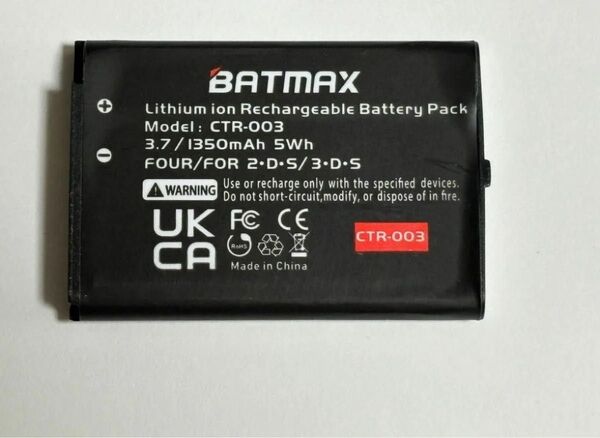 BATMAX
Lithium ion Rechargeable Battery Pack
Model: CTR-003
3.7/1350mAh 5Wh
FOUR/FOR 2•D•S/3•D•S
WARNING
Use or recharge only with the specified devices.
Do not short-circuit,modify, or dispose of in fire.
UK
CA
FC CE
RoHS
Made in China
CTR-003